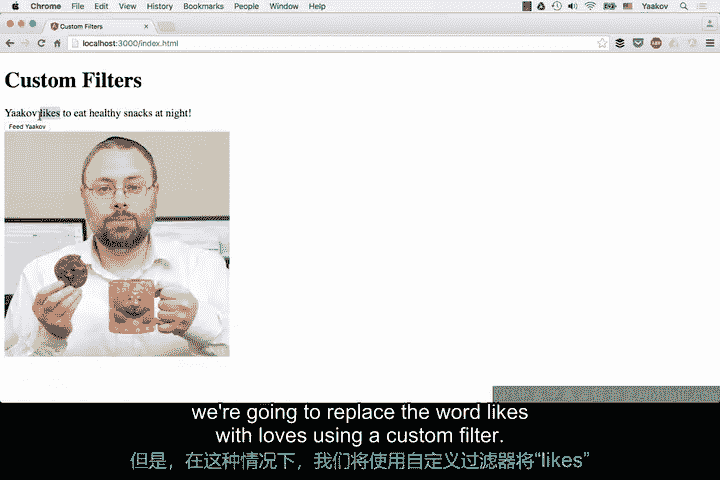 Chrome File Edit View History Bookmarks People Window Help Yaakov
Custom Filters
localhost:3000/index.html
Custom Filters
Yaakov likes to eat healthy snacks at night!
Feed Yaakov
we're going to replace the word likes
with loves using a custom filter.
但是，在这种情况下，我们将使用自定义过滤器将“likes”